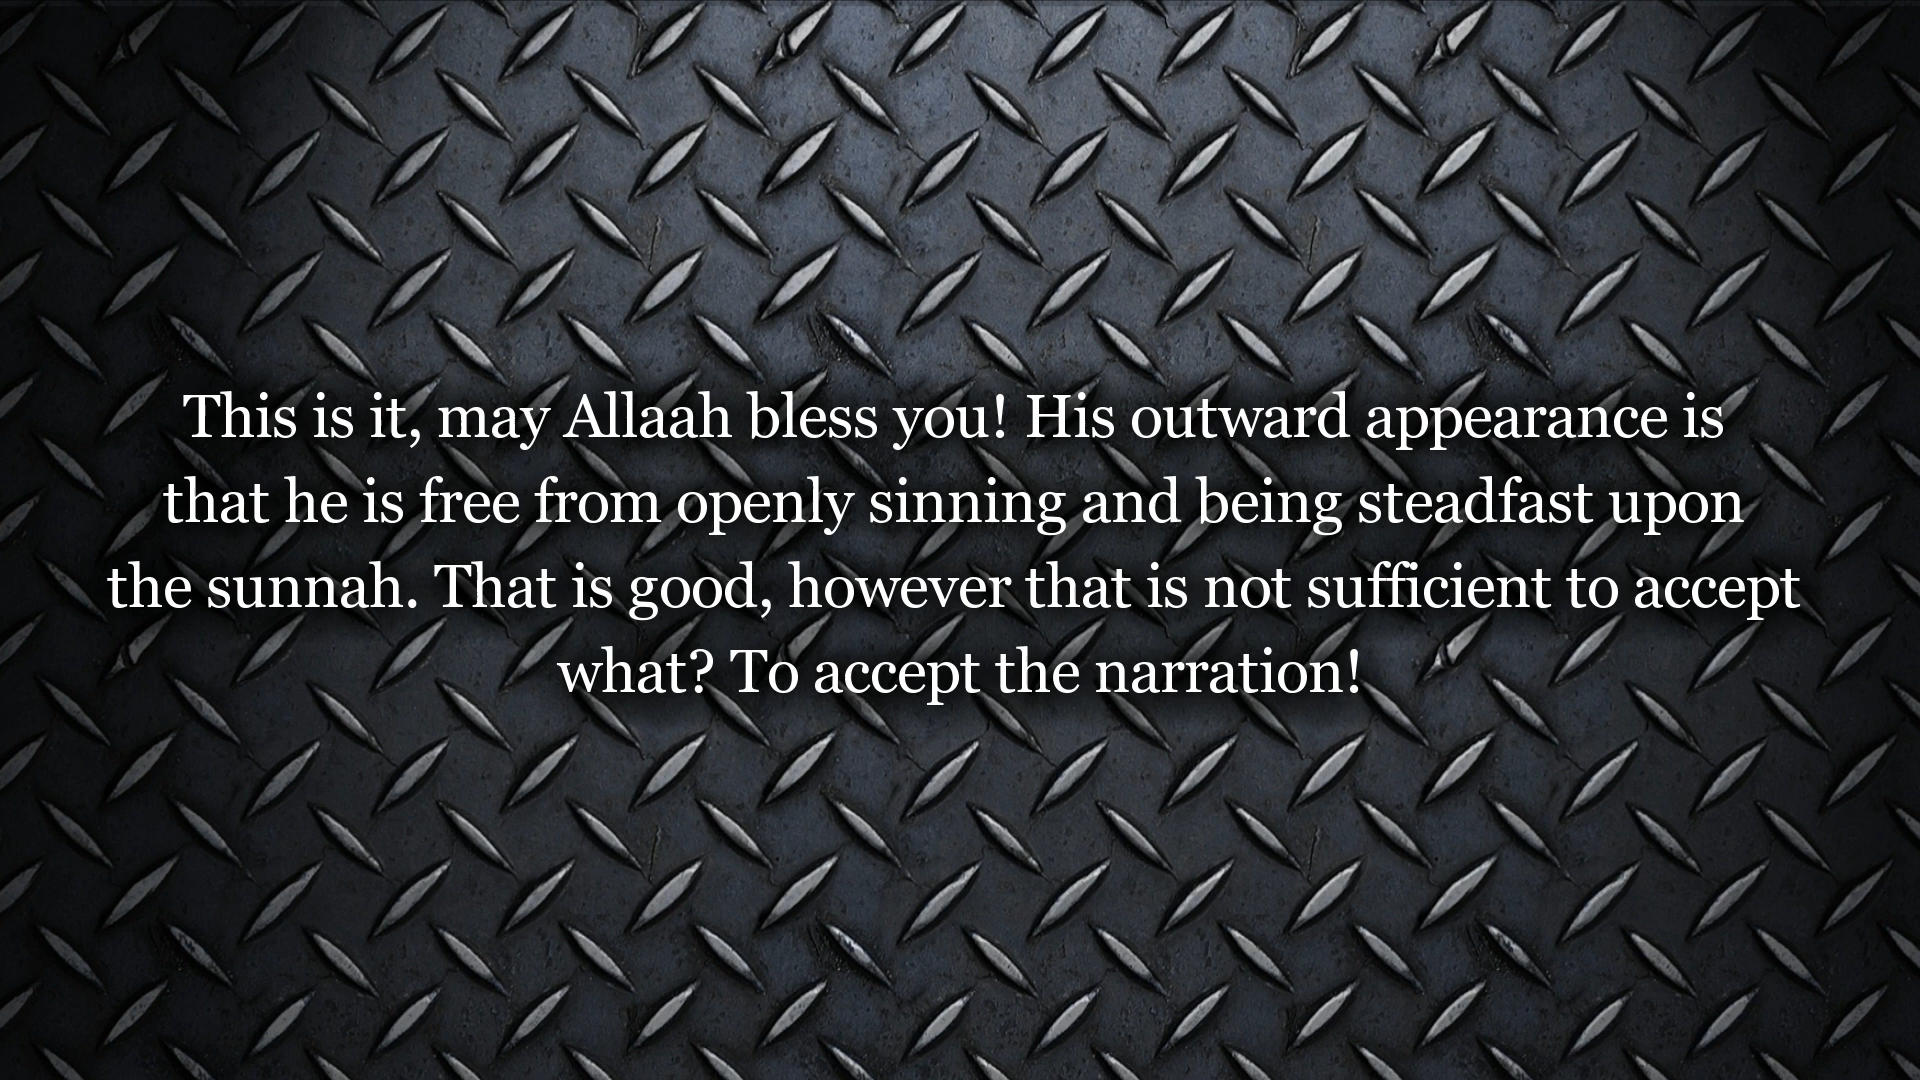 This is it, may Allaah bless you! His outward appearance is
that he is free from openly sinning and being steadfast upon
the sunnah. That is good, however that is not sufficient to accept
what? To accept the narration!